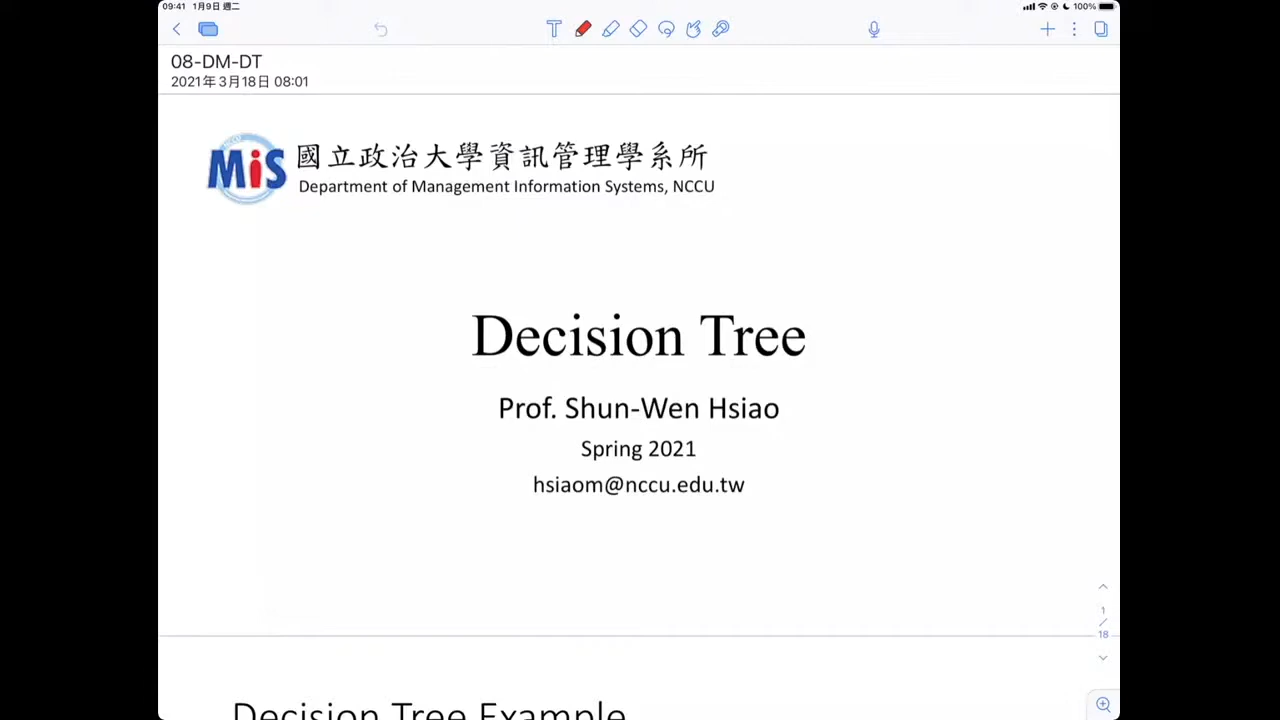 09:41 1月9日 週二
100%
08-DM-DT
2021年3月18日 08:01
MiS
國立政治大學資訊管理學系所
Department of Management Information Systems, NCCU
Decision Tree
Prof. Shun-Wen Hsiao
Spring 2021
hsiaom@nccu.edu.tw
1
/
18
Decision Tree Example